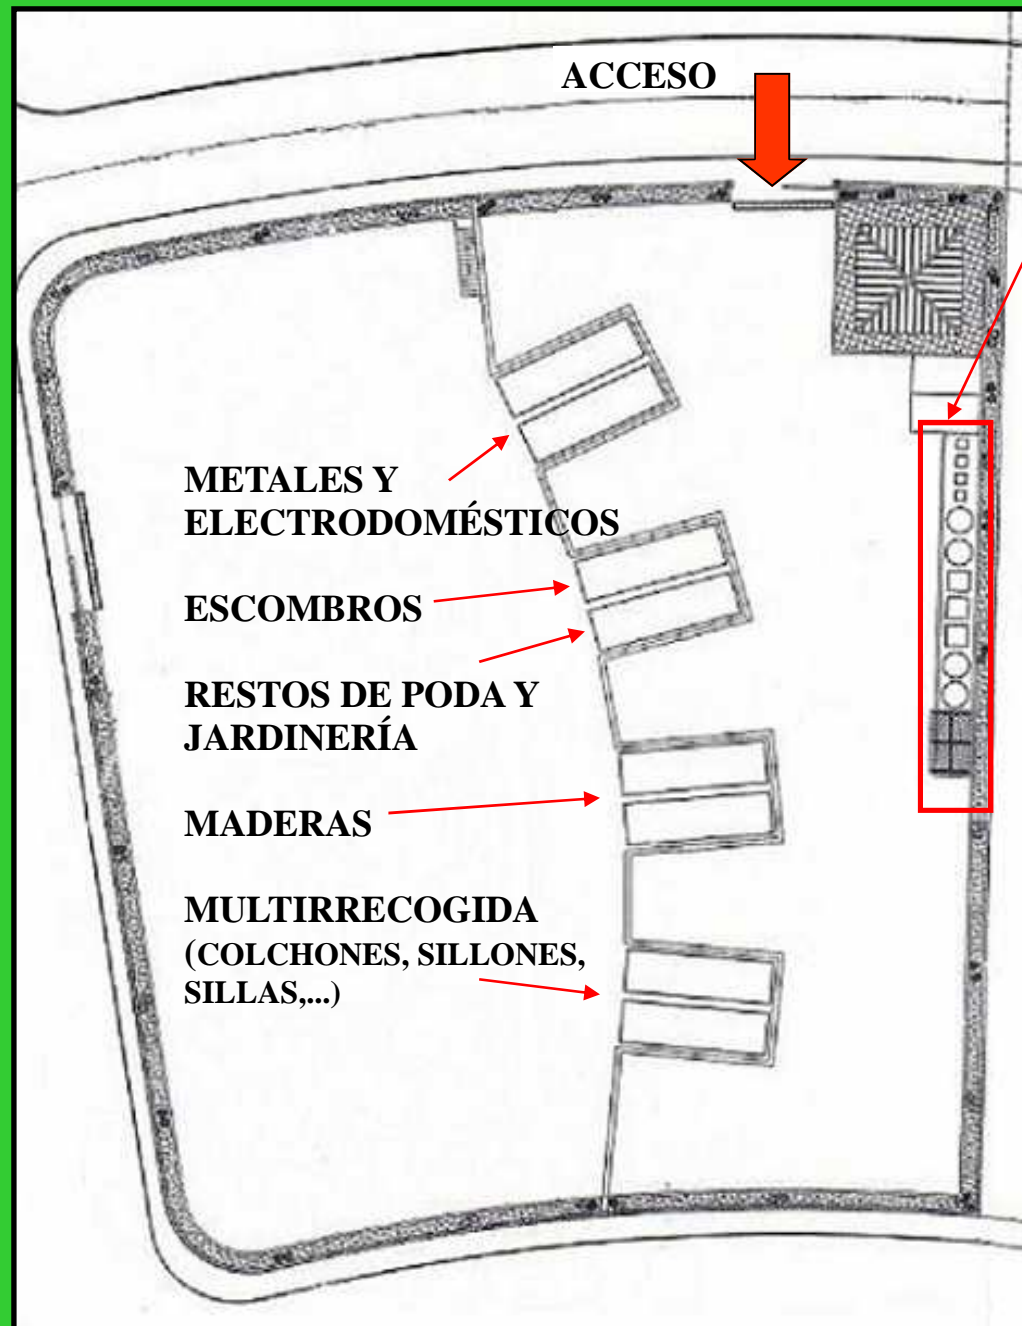 ACCESO
METALES Y
ELECTRODOMÉSTICOS
ESCOMBROS
RESTOS DE PODA Y
JARDINERÍA
MADERAS
MULTIRRECOGIDA
(COLCHONES, SILLONES,
SILLAS,...)